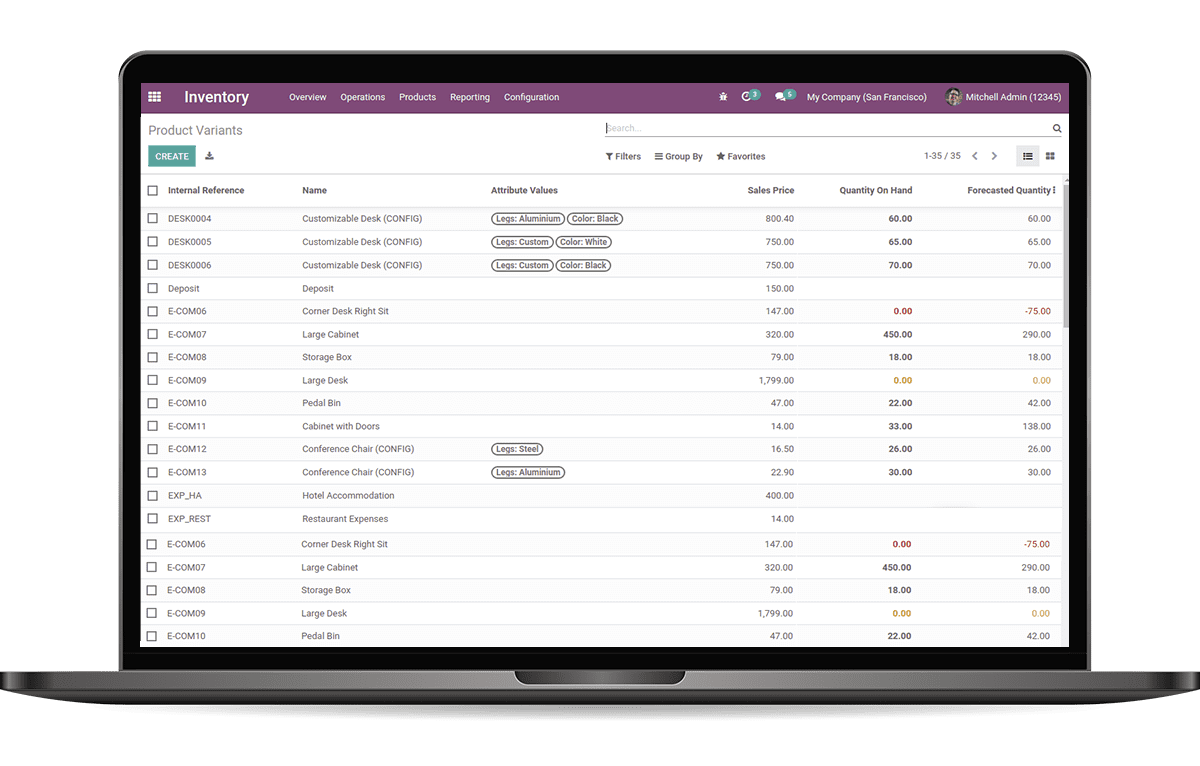 Inventory Overview Operations Products Reporting Configuration 3 5 My Company (San Francisco) Mitchell Admin (12345)
Product Variants Search...
CREATE Filters Group By Favorites 1-35 / 35
Internal Reference Name Attribute Values Sales Price Quantity On Hand Forecasted Quantity
DESK0004 Customizable Desk (CONFIG) Legs: Aluminium Color: Black 800.40 60.00 60.00
DESK0005 Customizable Desk (CONFIG) Legs: Custom Color: White 750.00 65.00 65.00
DESK0006 Customizable Desk (CONFIG) Legs: Custom Color: Black 750.00 70.00 70.00
Deposit Deposit 150.00
E-COM06 Corner Desk Right Sit 147.00 0.00 -75.00
E-COM07 Large Cabinet 320.00 450.00 290.00
E-COM08 Storage Box 79.00 18.00 18.00
E-COM09 Large Desk 1,799.00 0.00 0.00
E-COM10 Pedal Bin 47.00 22.00 42.00
E-COM11 Cabinet with Doors 14.00 33.00 138.00
E-COM12 Conference Chair (CONFIG) Legs: Steel 16.50 26.00 26.00
E-COM13 Conference Chair (CONFIG) Legs: Aluminium 22.90 30.00 30.00
EXP_HA Hotel Accommodation 400.00
EXP_REST Restaurant Expenses 14.00
E-COM06 Corner Desk Right Sit 147.00 0.00 -75.00
E-COM07 Large Cabinet 320.00 450.00 290.00
E-COM08 Storage Box 79.00 18.00 18.00
E-COM09 Large Desk 1,799.00 0.00 0.00
E-COM10 Pedal Bin 47.00 22.00 42.00